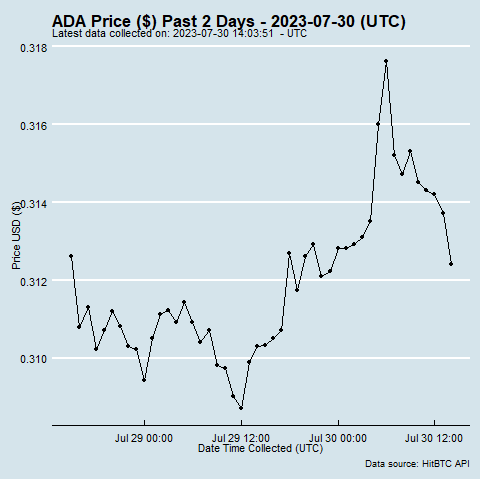 ADA Price ($) Past 2 Days - 2023-07-30 (UTC)
Latest data collected on: 2023-07-30 14:03:51  - UTC
0.318
0.316
0.314
0.312
0.310
Price USD ($)
Jul 29 00:00
Jul 29 12:00
Jul 30 00:00
Jul 30 12:00
Date Time Collected (UTC)
Data source: HitBTC API